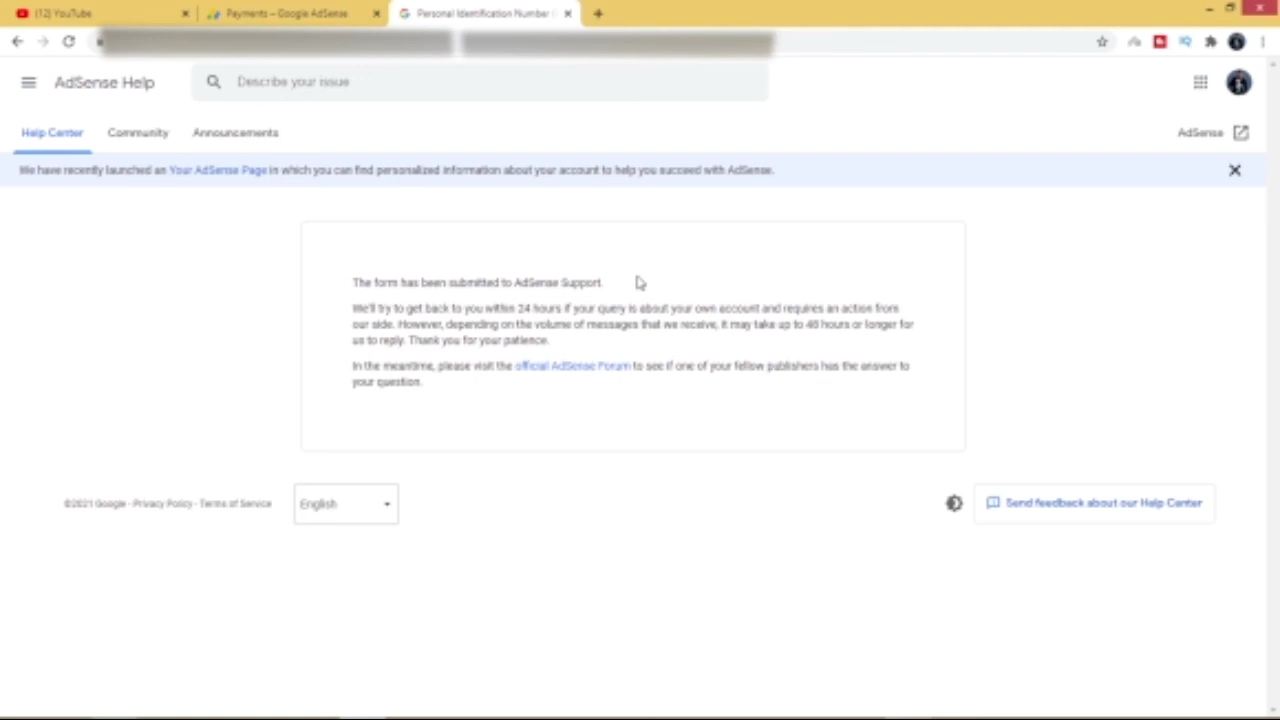 (12) YouTube
Payments – Google AdSense
Personal Identification Number (
AdSense Help
Describe your issue
Help Center
Community
Announcements
AdSense
We have recently launched an Your AdSense Page in which you can find personalized information about your account to help you succeed with AdSense.
The form has been submitted to AdSense Support.
We'll try to get back to you within 24 hours if your query is about your own account and requires an action from
our side. However, depending on the volume of messages that we receive, it may take up to 48 hours or longer for
us to reply. Thank you for your patience.
In the meantime, please visit the official AdSense Forum to see if one of your fellow publishers has the answer to
your question.
©2021 Google - Privacy Policy - Terms of Service
English
Send feedback about our Help Center